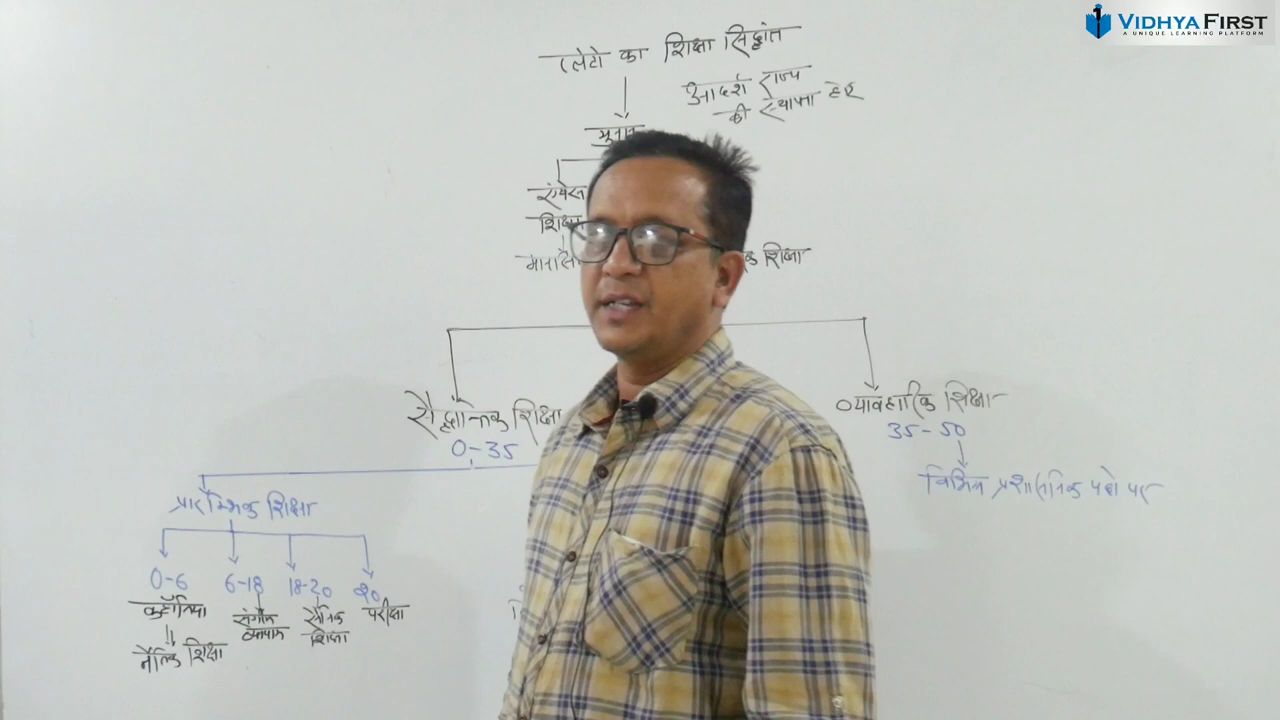 VIDHYA FIRST
A UNIQUE LEARNING PLATFORM
प्लेटो का शिक्षा सिद्धांत
आदर्श राज्य
की स्थापना हेतु
शिक्षा
सैद्धान्तिक शिक्षा
0-35
व्यावहारिक शिक्षा
35-50
विभिन्न प्रशासनिक पदो पर
प्रारम्भिक शिक्षा
0-6 6-18 18-20 20
कहानिया संगीत सैनिक परीक्षा
व्यायाम शिक्षा
नैतिक शिक्षा